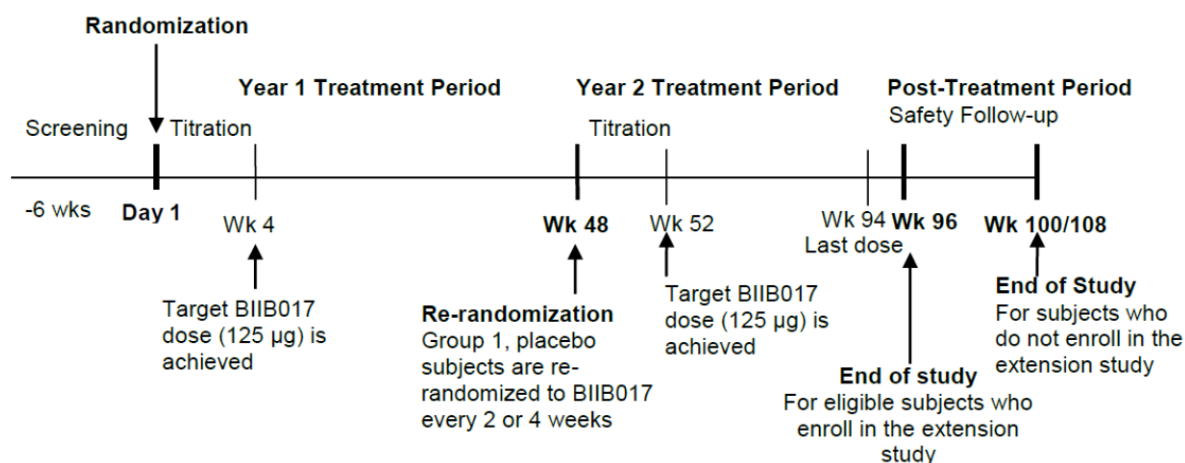 Randomization
Year 1 Treatment Period
Year 2 Treatment Period
Post-Treatment Period
Safety Follow-up
Screening
Titration
Titration
-6 wks
Day 1
Wk 4
Wk 48
Wk 52
Wk 94
Last dose
Wk 96
Wk 100/108
Target BIIB017
dose (125 µg) is
achieved
Re-randomization
Group 1, placebo
subjects are re-
randomized to BIIB017
every 2 or 4 weeks
Target BIIB017
dose (125 µg) is
achieved
End of study
For eligible subjects who
enroll in the extension
study
End of Study
For subjects who
do not enroll in the
extension study